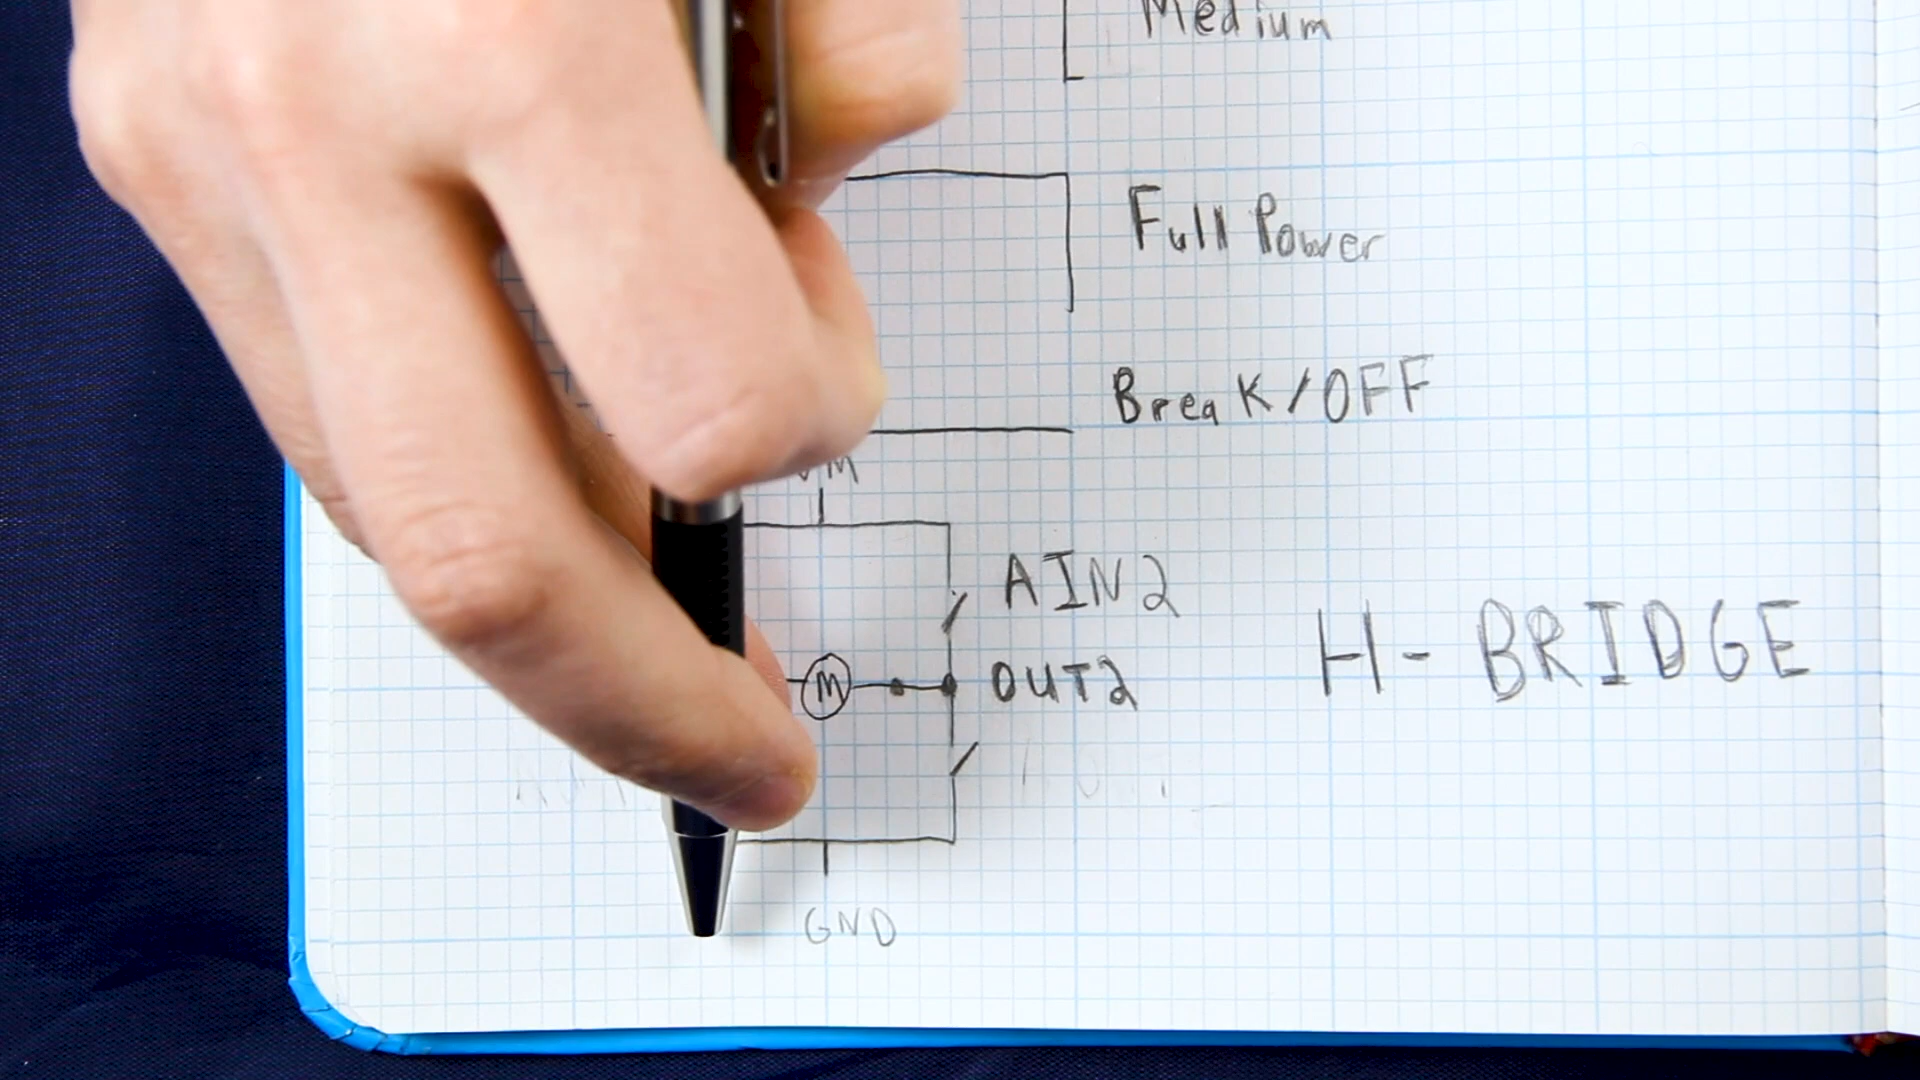 Medium
Full Power
Break/OFF
AIN2
OUT2
M
H-BRIDGE
GND